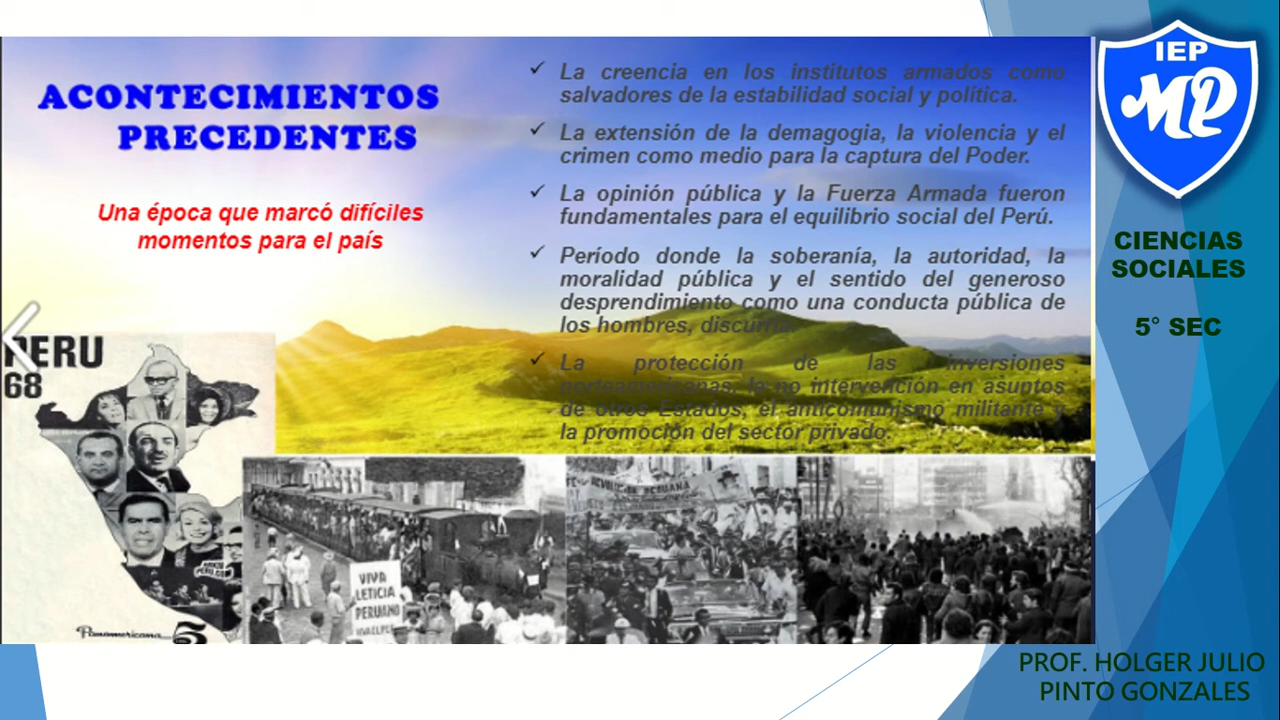 ACONTECIMIENTOS
PRECEDENTES
Una época que marcó difíciles
momentos para el país
La creencia en los institutos armados como
salvadores de la estabilidad social y política.
La extensión de la demagogia, la violencia y el
crimen como medio para la captura del Poder.
La opinión pública y la Fuerza Armada fueron
fundamentales para el equilibrio social del Perú.
Período donde la soberanía, la autoridad, la
moralidad pública y el sentido del generoso
desprendimiento como una conducta pública de
los hombres, discurría.
La protección de las inversiones
norteamericanas, la no intervención en asuntos
de otros Estados, el anticomunismo militante y
la promoción del sector privado.
PERU
68
Panamericana 5
VIVA
LETICIA
PERUANO
REVOLUCION PERUANA
IEP
MP
CIENCIAS
SOCIALES
5° SEC
PROF. HOLGER JULIO
PINTO GONZALES